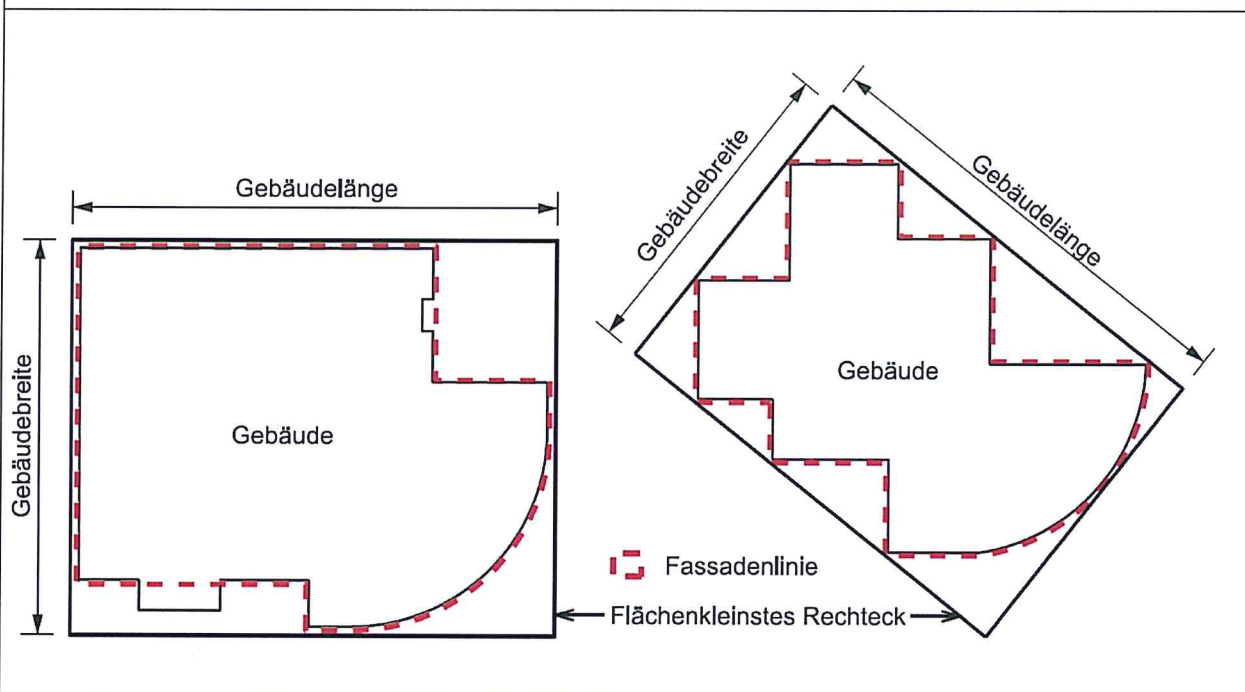 Gebäudelänge
Gebäudebreite
Gebäude
Gebäudebreite
Gebäudelänge
Gebäude
Fassadenlinie
Flächenkleinstes Rechteck